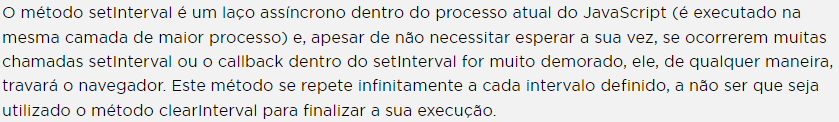 O método setInterval é um laço assíncrono dentro do processo atual do JavaScript (é executado na
mesma camada de maior processo) e, apesar de não necessitar esperar a sua vez, se ocorrerem muitas
chamadas setInterval ou o callback dentro do setInterval for muito demorado, ele, de qualquer maneira,
travará o navegador. Este método se repete infinitamente a cada intervalo definido, a não ser que seja
utilizado o método clearInterval para finalizar a sua execução.